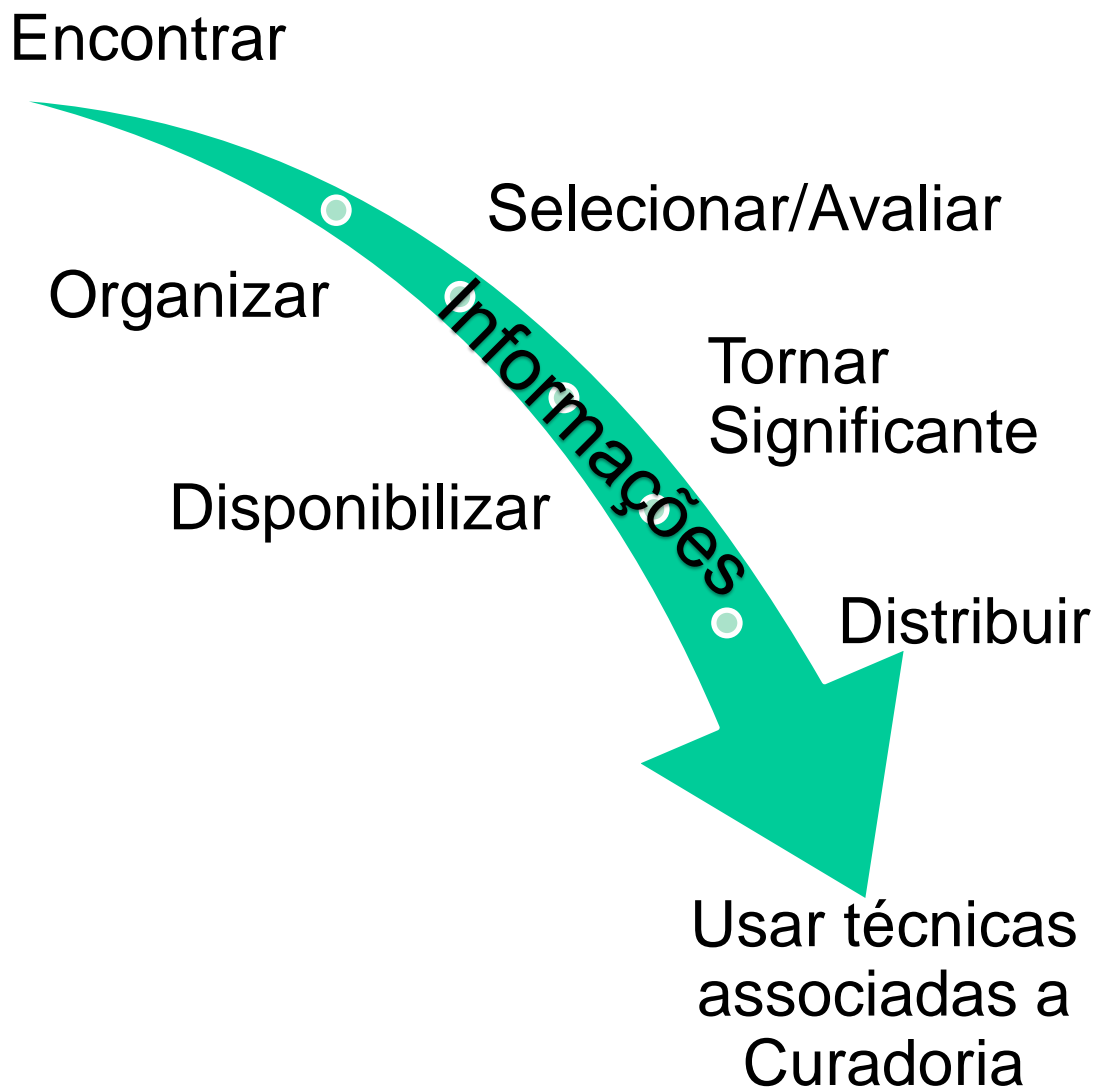 Encontrar
Selecionar/Avaliar
Organizar
Informações
Tornar
Significante
Disponibilizar
Distribuir
Usar técnicas
associadas a
Curadoria